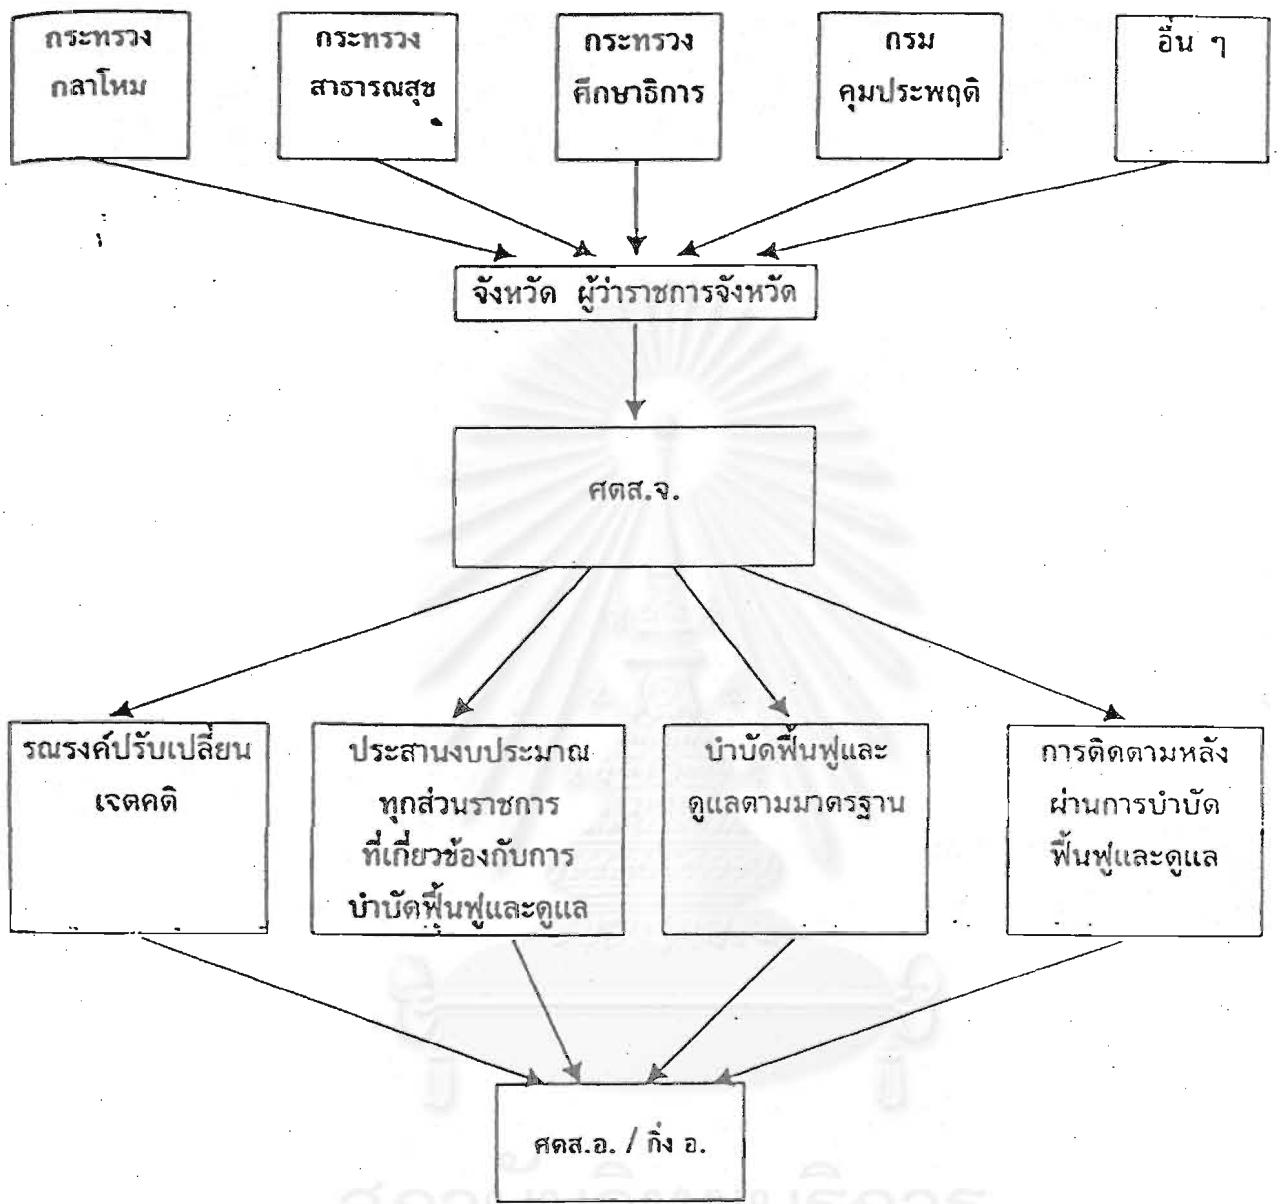 กระทรวง
กลาโหม
กระทรวง
สาธารณสุข
กระทรวง
ศึกษาธิการ
กรม
คุมประพฤติ
อื่น ๆ
จังหวัด ผู้ว่าราชการจังหวัด
ศตส.จ.
รณรงค์ปรับเปลี่ยน
เจตคติ
ประสานงบประมาณ
ทุกส่วนราชการ
ที่เกี่ยวข้องกับการ
บำบัดฟื้นฟูและดูแล
บำบัดฟื้นฟูและ
ดูแลตามมาตรฐาน
การติดตามหลัง
ผ่านการบำบัด
ฟื้นฟูและดูแล
ศตส.อ. / กิ่ง อ.